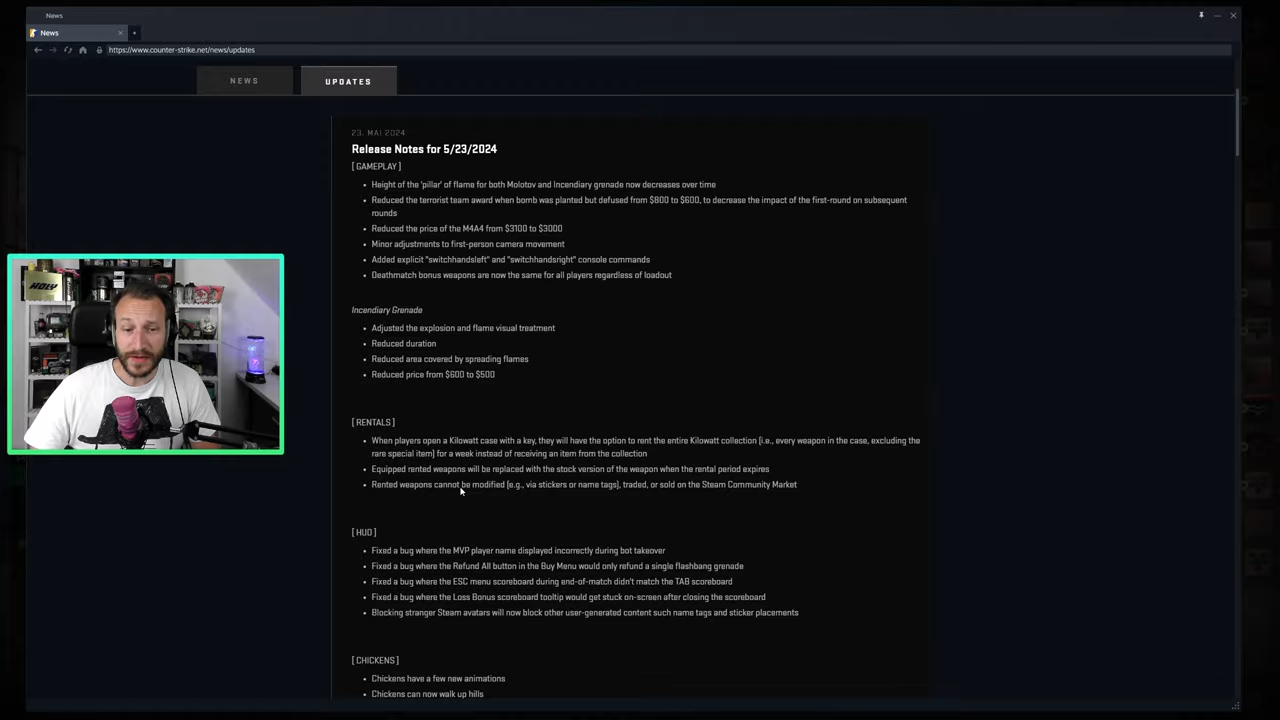 News
News
https://www.counter-strike.net/news/updates
NEWS
UPDATES
23. MAI 2024
Release Notes for 5/23/2024
[ GAMEPLAY ]
Height of the 'pillar' of flame for both Molotov and Incendiary grenade now decreases over time
Reduced the terrorist team award when bomb was planted but defused from $800 to $600, to decrease the impact of the first-round on subsequent
rounds
Reduced the price of the M4A4 from $3100 to $3000
Minor adjustments to first-person camera movement
Added explicit "switchhandsleft" and "switchhandsright" console commands
Deathmatch bonus weapons are now the same for all players regardless of loadout
Incendiary Grenade
Adjusted the explosion and flame visual treatment
Reduced duration
Reduced area covered by spreading flames
Reduced price from $600 to $500
[ RENTALS ]
When players open a Kilowatt case with a key, they will have the option to rent the entire Kilowatt collection (i.e., every weapon in the case, excluding the
rare special item) for a week instead of receiving an item from the collection
Equipped rented weapons will be replaced with the stock version of the weapon when the rental period expires
Rented weapons cannot be modified (e.g., via stickers or name tags), traded, or sold on the Steam Community Market
[ HUD ]
Fixed a bug where the MVP player name displayed incorrectly during bot takeover
Fixed a bug where the Refund All button in the Buy Menu would only refund a single flashbang grenade
Fixed a bug where the ESC menu scoreboard during end-of-match didn't match the TAB scoreboard
Fixed a bug where the Loss Bonus scoreboard tooltip would get stuck on-screen after closing the scoreboard
Blocking stranger Steam avatars will now block other user-generated content such name tags and sticker placements
[ CHICKENS ]
Chickens have a few new animations
Chickens can now walk up hills
HOLY